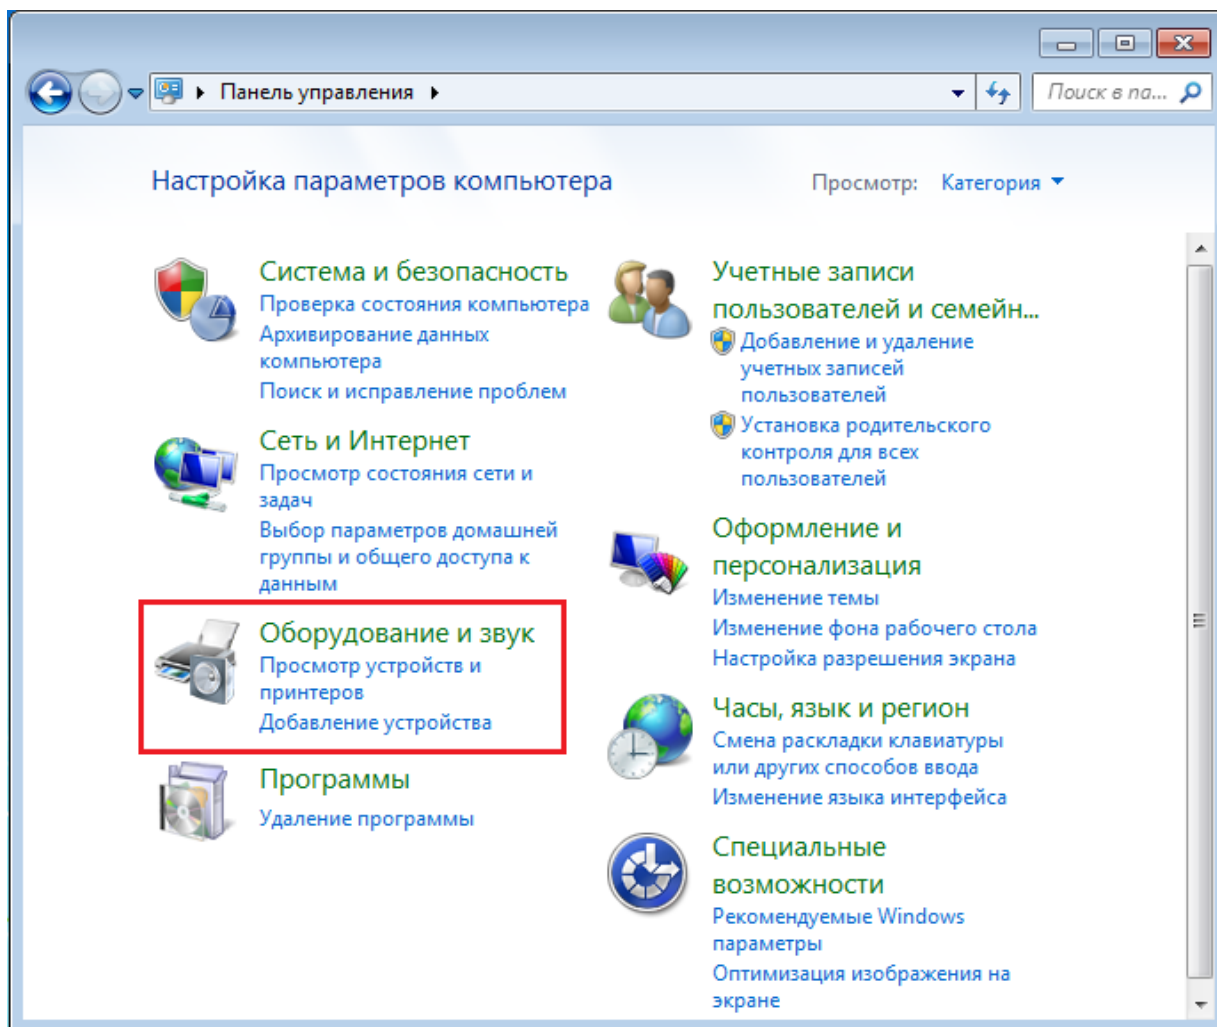 Панель управления
Поиск в па...
Настройка параметров компьютера
Просмотр: Категория
Система и безопасность
Проверка состояния компьютера
Архивирование данных
компьютера
Поиск и исправление проблем
Сеть и Интернет
Просмотр состояния сети и
задач
Выбор параметров домашней
группы и общего доступа к
данным
Оборудование и звук
Просмотр устройств и
принтеров
Добавление устройства
Программы
Удаление программы
Учетные записи
пользователей и семейн...
Добавление и удаление
учетных записей
пользователей
Установка родительского
контроля для всех
пользователей
Оформление и
персонализация
Изменение темы
Изменение фона рабочего стола
Настройка разрешения экрана
Часы, язык и регион
Смена раскладки клавиатуры
или других способов ввода
Изменение языка интерфейса
Специальные
возможности
Рекомендуемые Windows
параметры
Оптимизация изображения на
экране